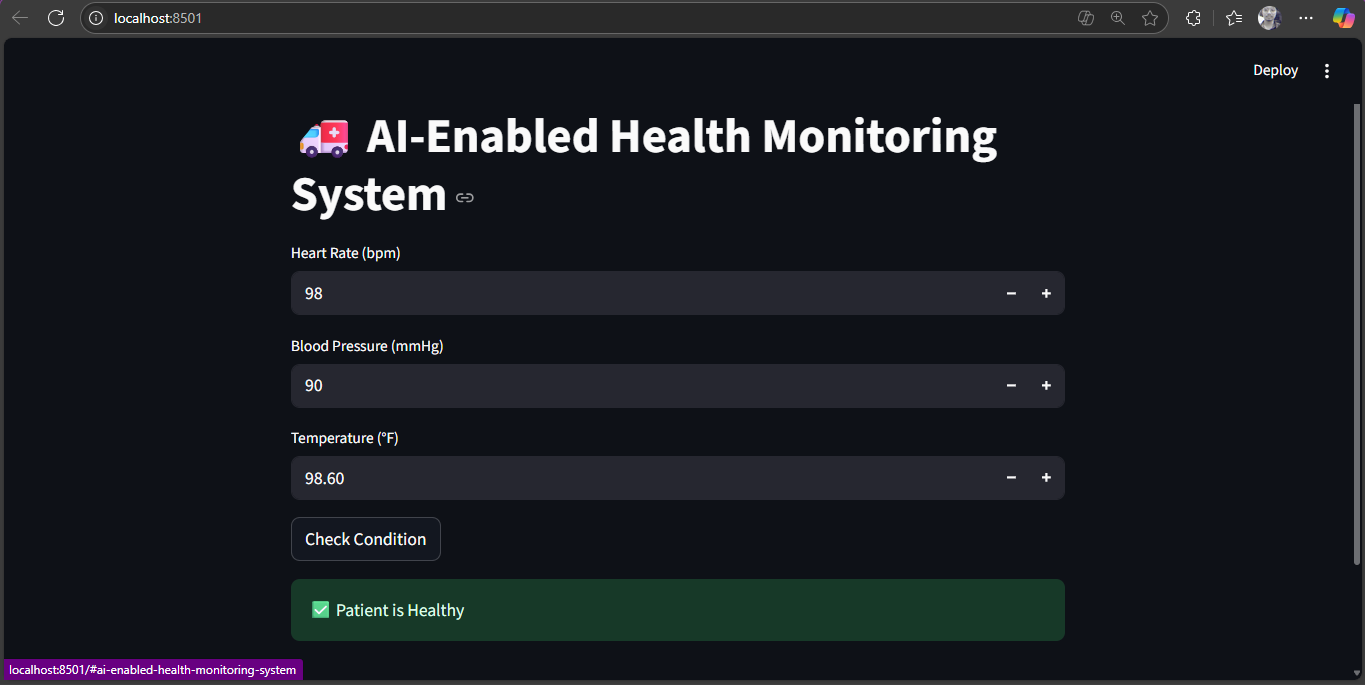 localhost:8501
Deploy
AI-Enabled Health Monitoring
System
Heart Rate (bpm)
98
Blood Pressure (mmHg)
90
Temperature (°F)
98.60
Check Condition
Patient is Healthy
localhost:8501/#ai-enabled-health-monitoring-system